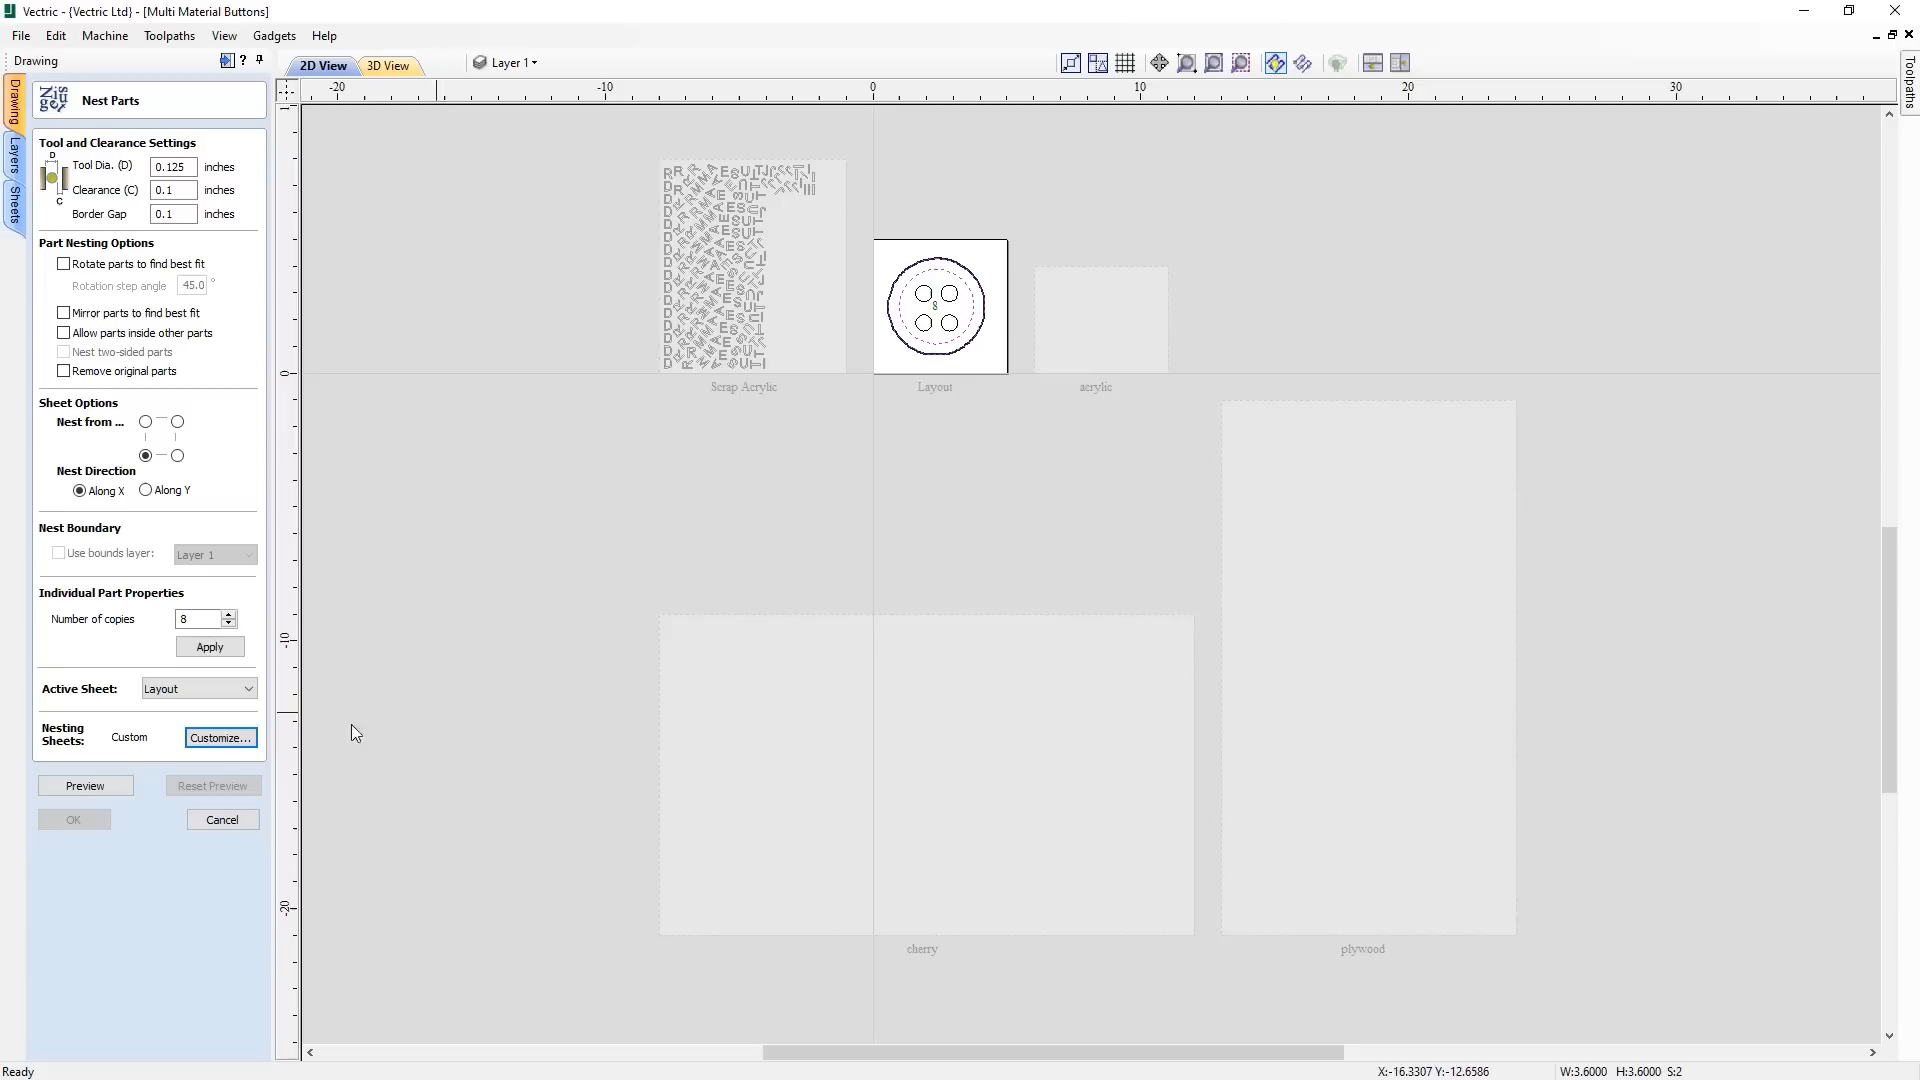 Vectric - {Vectric Ltd} - [Multi Material Buttons]
File Edit Machine Toolpaths View Gadgets Help
Drawing
2D View 3D View Layer 1
Toolpaths
Drawing
Layers
Sheets
Nest Parts
Tool and Clearance Settings
D
Tool Dia. (D) 0.125 inches
Clearance (C) 0.1 inches
C
Border Gap 0.1 inches
Part Nesting Options
Rotate parts to find best fit
Rotation step angle 45.0 °
Mirror parts to find best fit
Allow parts inside other parts
Nest two-sided parts
Remove original parts
Sheet Options
Nest from ...
Nest Direction
Along X Along Y
Nest Boundary
Use bounds layer: Layer 1
Individual Part Properties
Number of copies 8
Apply
Active Sheet: Layout
Nesting Sheets: Custom Customize...
Preview Reset Preview
OK Cancel
-20 -10 0 10 20 30
0
-10
-20
8
Scrap Acrylic
Layout
acrylic
cherry
plywood
Ready
X:-16.3307 Y:-12.6586
W:3.6000 H:3.6000 S:2